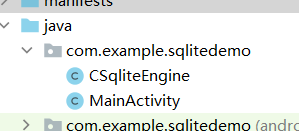 manifests
java
com.example.sqlitedemo
CSqliteEngine
MainActivity
com.example.sqlitedemo (andro